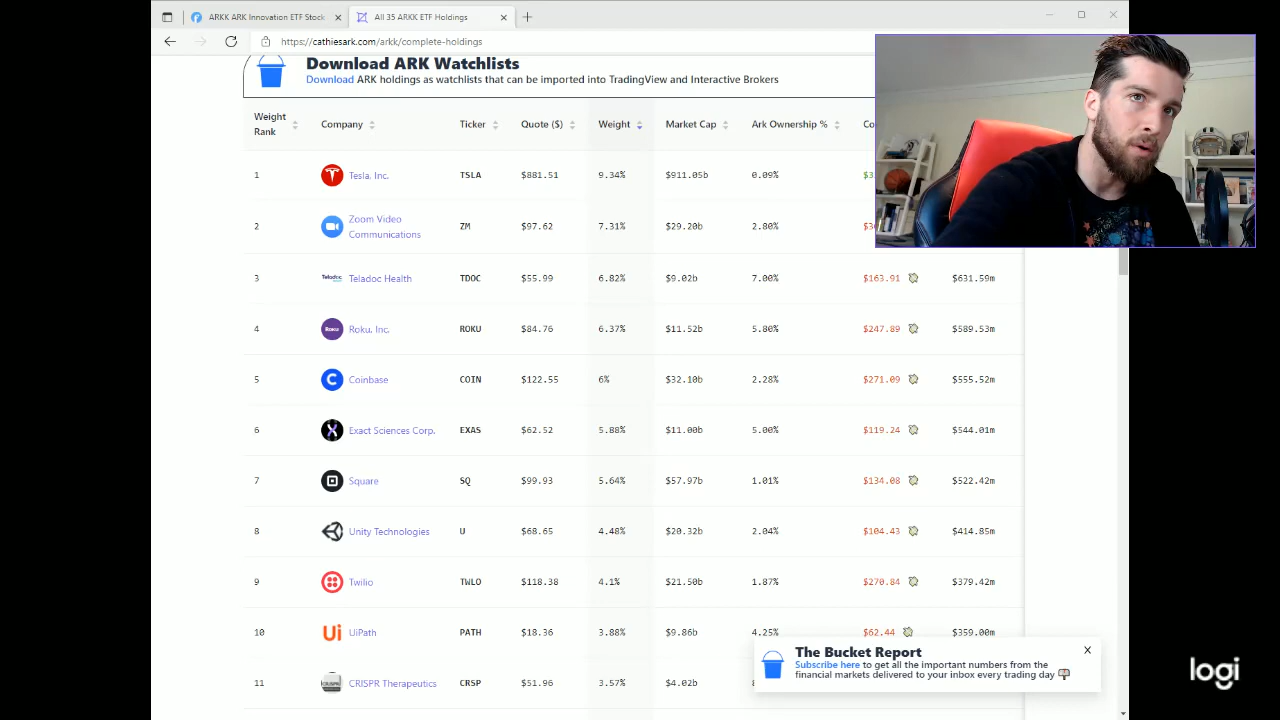 ARKK ARK Innovation ETF Stock
All 35 ARKK ETF Holdings
https://cathiesark.com/arkk/complete-holdings
Download ARK Watchlists
Download ARK holdings as watchlists that can be imported into TradingView and Interactive Brokers
Weight Rank Company Ticker Quote ($) Weight Market Cap Ark Ownership % Co
1 Tesla, Inc. TSLA $881.51 9.34% $911.05b 0.09%
2 Zoom Video Communications ZM $97.62 7.31% $29.20b 2.80%
3 Teladoc Health TDOC $55.99 6.82% $9.02b 7.00% $163.91 $631.59m
4 Roku, Inc. ROKU $84.76 6.37% $11.52b 5.80% $247.89 $589.53m
5 Coinbase COIN $122.55 6% $32.10b 2.28% $271.09 $555.52m
6 Exact Sciences Corp. EXAS $62.52 5.88% $11.00b 5.00% $119.24 $544.01m
7 Square SQ $99.93 5.64% $57.97b 1.01% $134.08 $522.42m
8 Unity Technologies U $68.65 4.48% $20.32b 2.04% $104.43 $414.85m
9 Twilio TWLO $118.38 4.1% $21.50b 1.87% $270.84 $379.42m
10 UiPath PATH $18.36 3.88% $9.86b 4.25% $62.44 $359.00m
11 CRISPR Therapeutics CRSP $51.96 3.57% $4.02b
The Bucket Report
Subscribe here to get all the important numbers from the
financial markets delivered to your inbox every trading day
logi